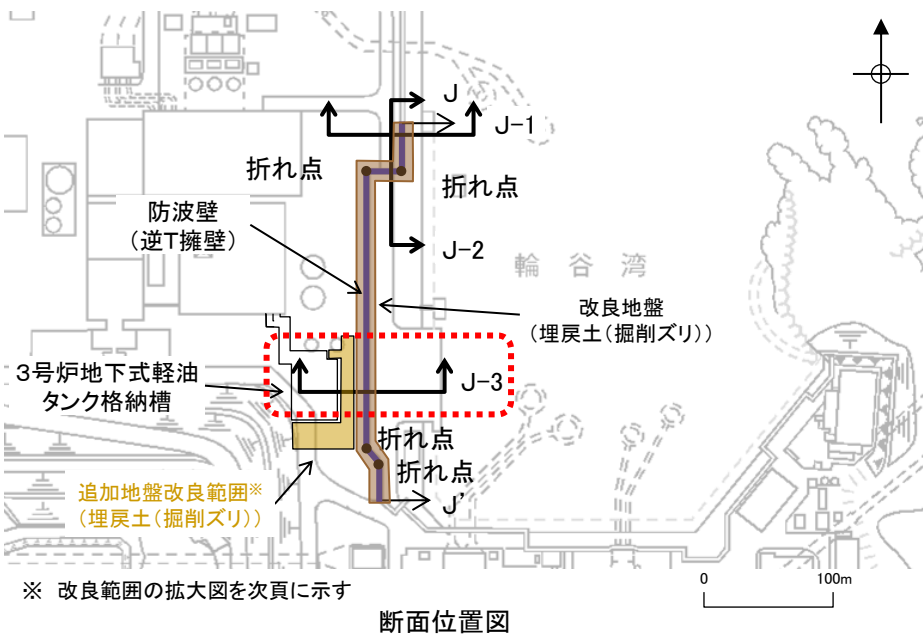 J
J-1
折れ点
折れ点
防波壁
(逆T擁壁)
J-2
輪谷湾
改良地盤
(埋戻土(掘削ズリ))
3号炉地下式軽油
タンク格納槽
J-3
折れ点
折れ点
追加地盤改良範囲※
(埋戻土(掘削ズリ))
J’
※ 改良範囲の拡大図を次頁に示す
0 100m
断面位置図